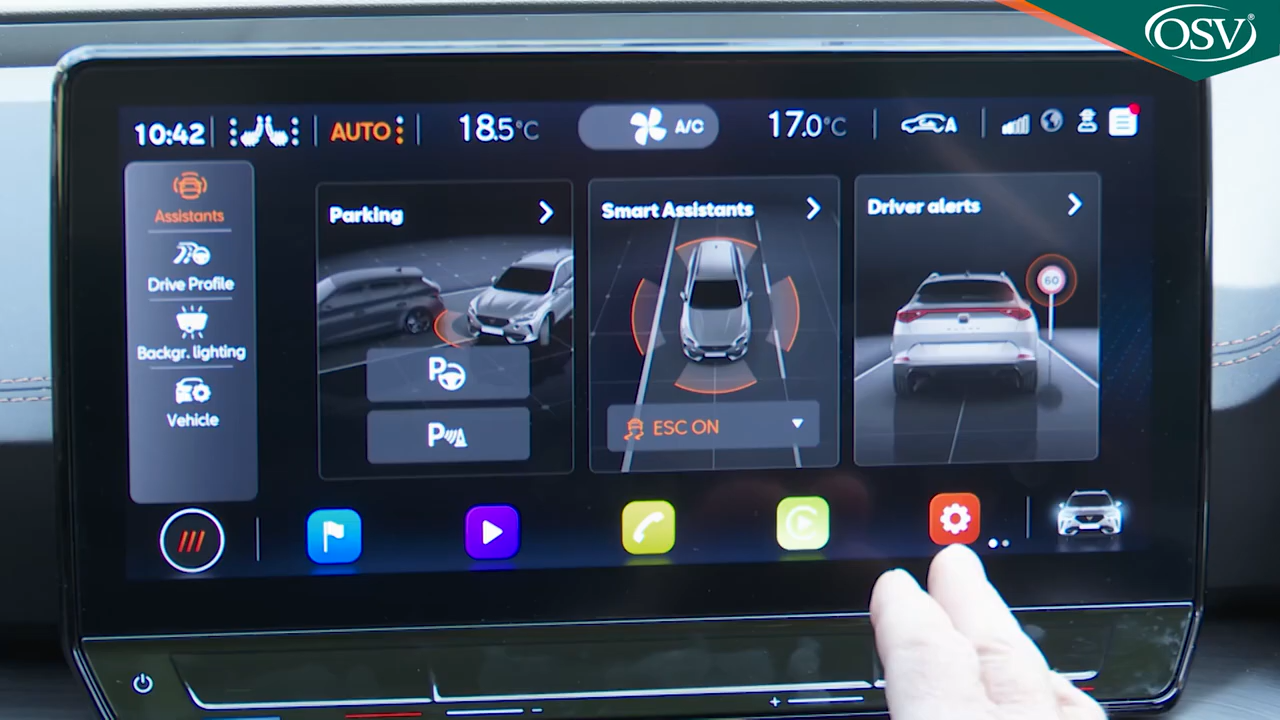 OSV®
10:42 AUTO 18.5°C A/C 17.0°C A
Assistants
Drive Profile
Backgr. lighting
Vehicle
Parking
P
P
Smart Assistants
ESC ON
Driver alerts
60
- +